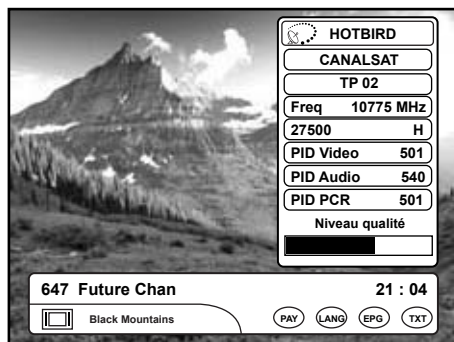 HOTBIRD
CANALSAT
TP 02
Freq 10775 MHz
27500 H
PID Video 501
PID Audio 540
PID PCR 501
Niveau qualité
647 Future Chan 21 : 04
Black Mountains PAY LANG EPG TXT